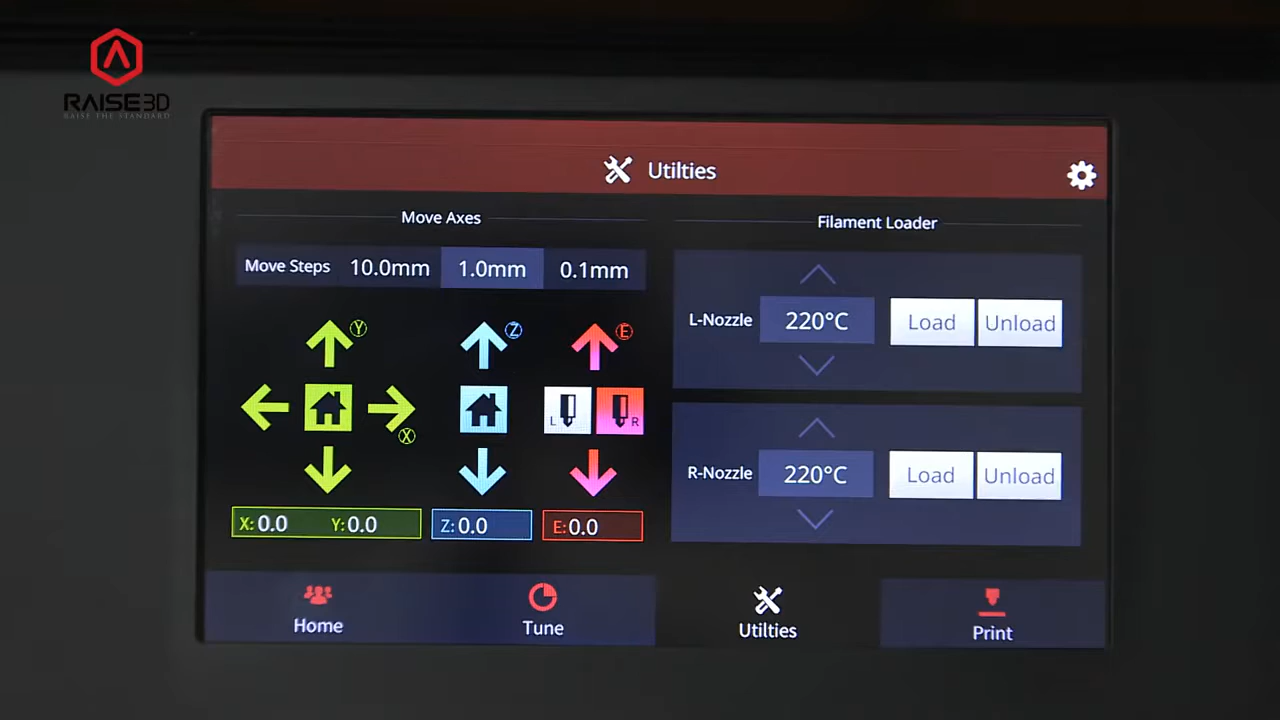 RAISE3D
RAISE THE STANDARD
Utilties
Move Axes
Filament Loader
Move Steps 10.0mm 1.0mm 0.1mm
Y Z E
X
L R
X: 0.0 Y: 0.0 Z: 0.0 E: 0.0
L-Nozzle 220°C Load Unload
R-Nozzle 220°C Load Unload
Home Tune Utilties Print